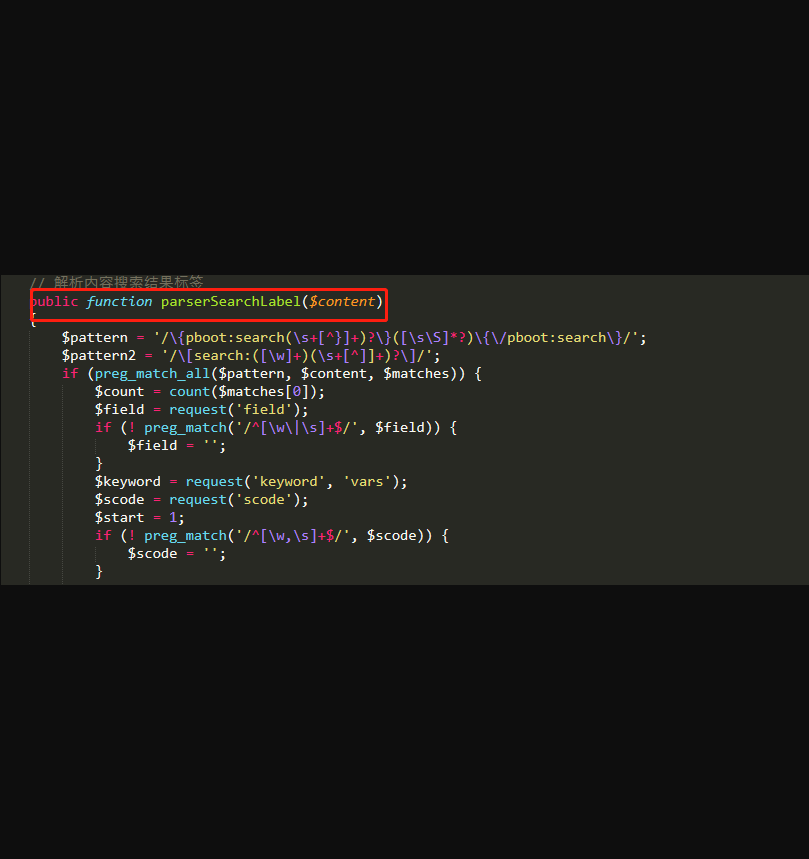 // 解析内容搜索结果标签
public function parserSearchLabel($content)
{
$pattern = '/\{pboot:search(\s+[^}]+)?\}([\s\S]*?)\{\/pboot:search\}/';
$pattern2 = '/\[search:([\w]+)(\s+[^]]+)?\]/';
if (preg_match_all($pattern, $content, $matches)) {
$count = count($matches[0]);
$field = request('field');
if (! preg_match('/^[\w\|\s]+$/', $field)) {
$field = '';
}
$keyword = request('keyword', 'vars');
$scode = request('scode');
$start = 1;
if (! preg_match('/^[\w,\s]+$/', $scode)) {
$scode = '';
}